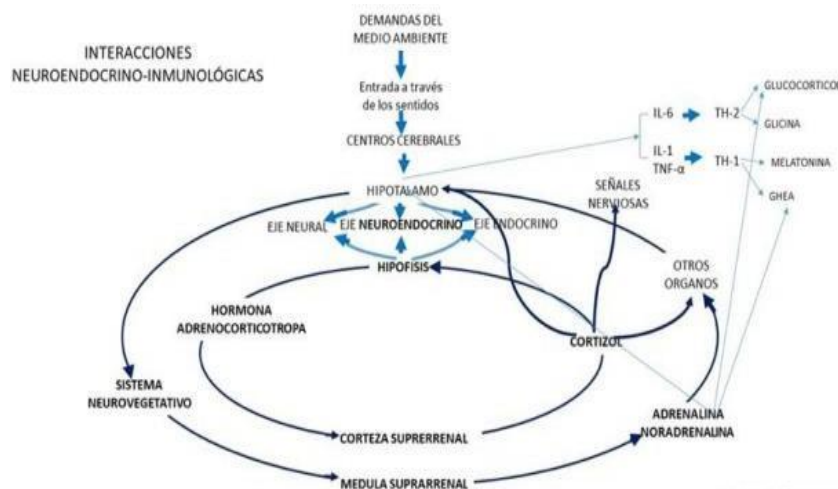 INTERACCIONES
NEUROENDOCRINO-INMUNOLÓGICAS
DEMANDAS DEL
MEDIO AMBIENTE
Entrada a través
de los sentidos
CENTROS CEREBRALES
HIPOTALAMO
EJE NEURAL
EJE NEUROENDOCRINO
EJE ENDOCRINO
HIPOFISIS
IL-6
TH-2
GLUCOCORTICOI
GLICINA
IL-1
TNF-α
TH-1
MELATONINA
GHEA
SEÑALES
NERVIOSAS
OTROS
ORGANOS
HORMONA
ADRENOCORTICOTROPA
CORTIZOL
SISTEMA
NEUROVEGETATIVO
ADRENALINA
NORADRENALINA
CORTEZA SUPRERRENAL
MEDULA SUPRARRENAL